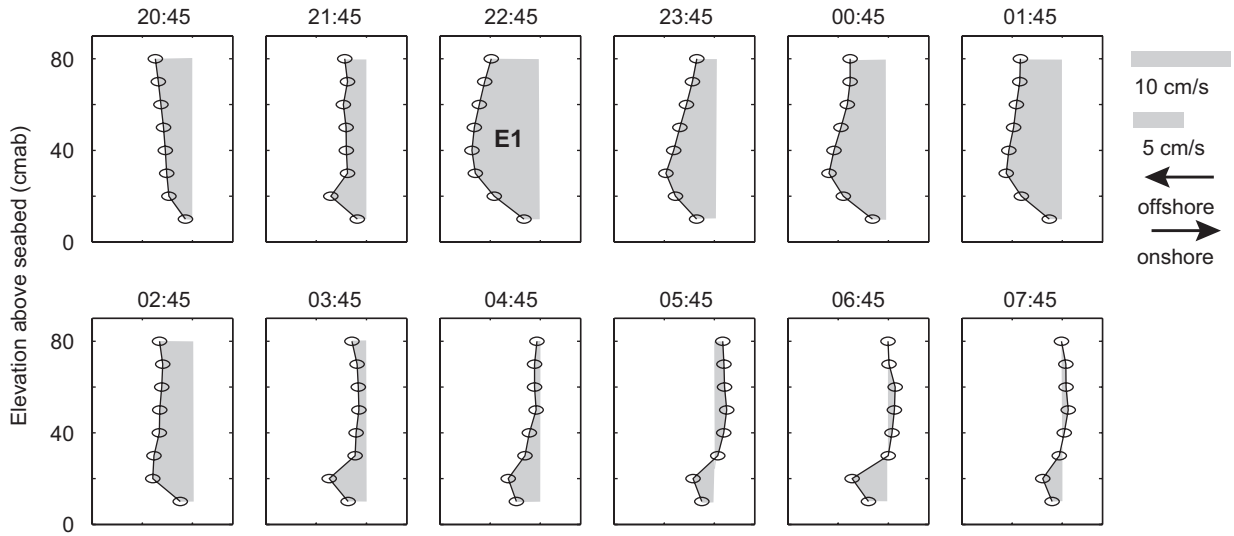 20:45 21:45 22:45 23:45 00:45 01:45
80
40
0
E1
10 cm/s
5 cm/s
offshore
onshore
Elevation above seabed (cmab)
02:45 03:45 04:45 05:45 06:45 07:45
80
40
0